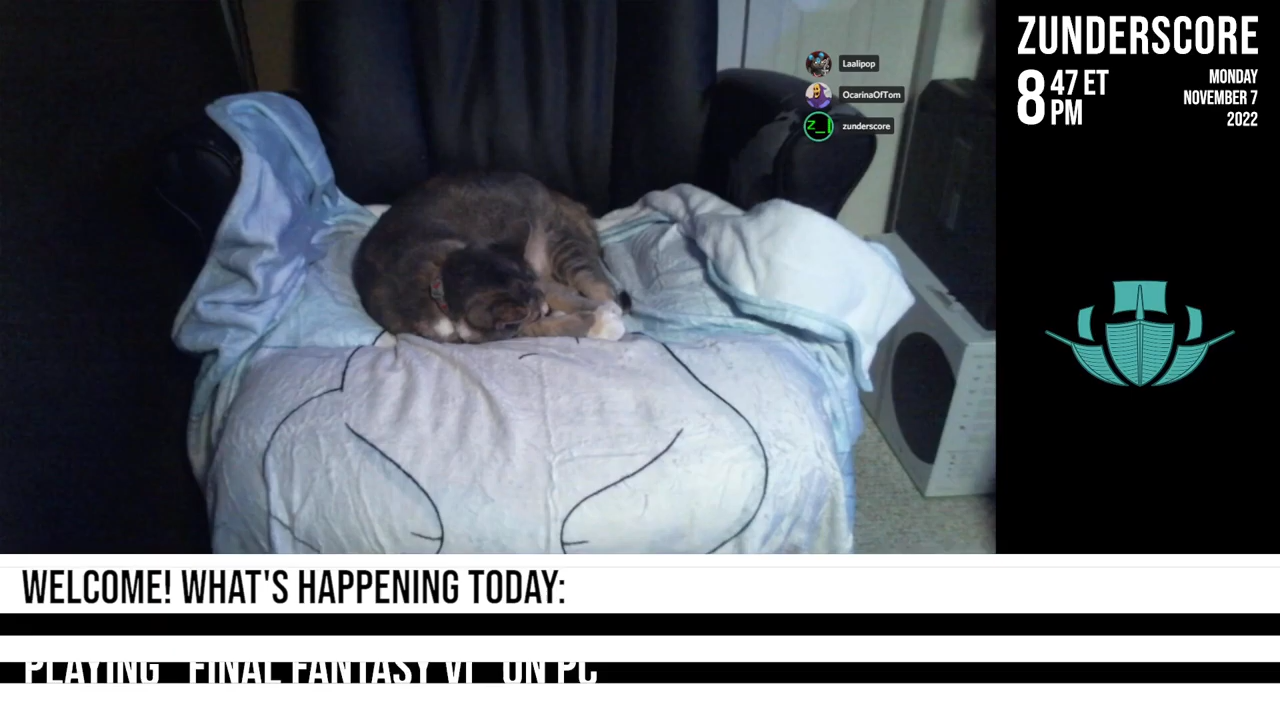 ZUNDERSCORE
8 47 ET
PM
MONDAY
NOVEMBER 7
2022
Laalipop
OcarinaOfTom
z_
zunderscore
WELCOME! WHAT'S HAPPENING TODAY:
PLAYING "FINAL FANTASY VI" ON PC